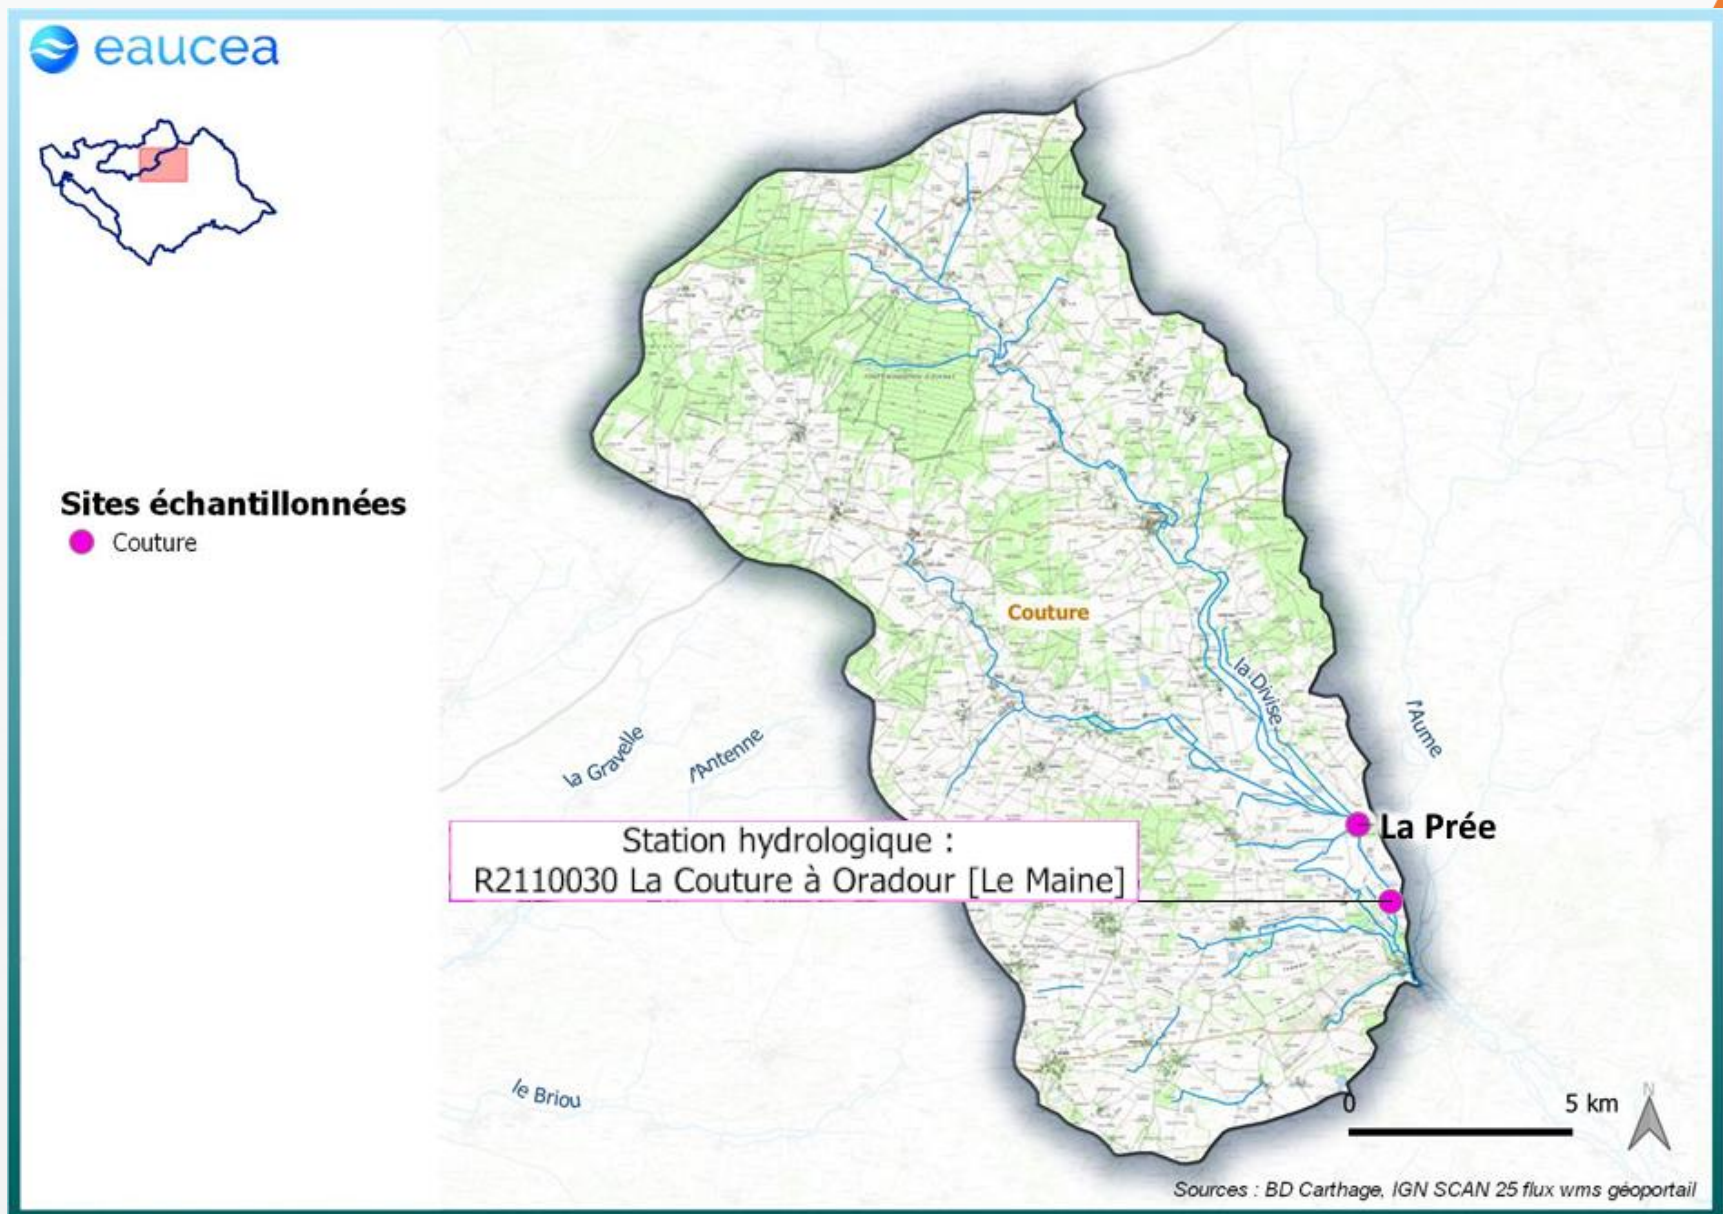 eaucea
Sites échantillonnées
Couture
Couture
la Divise
l'Aume
la Gravelle
l'Antenne
La Prée
Station hydrologique :
R2110030 La Couture à Oradour [Le Maine]
le Briou
0
5 km
N
Sources : BD Carthage, IGN SCAN 25 flux wms géoportail